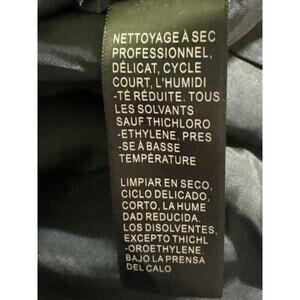 NETTOYAGE À SEC
PROFESSIONNEL,
DÉLICAT, CYCLE
COURT, L'HUMIDI
-TÉ RÉDUITE. TOUS
LES SOLVANTS
SAUF THICHLORO
-ETHYLENE. PRES
-SE À BASSE
TEMPÉRATURE
LIMPIAR EN SECO,
CICLO DELICADO,
CORTO, LA HUME
DAD REDUCIDA.
LOS DISOLVENTES,
EXCEPTO THICHL
-OROETHYLENE.
BAJO LA PRENSA
DEL CALO